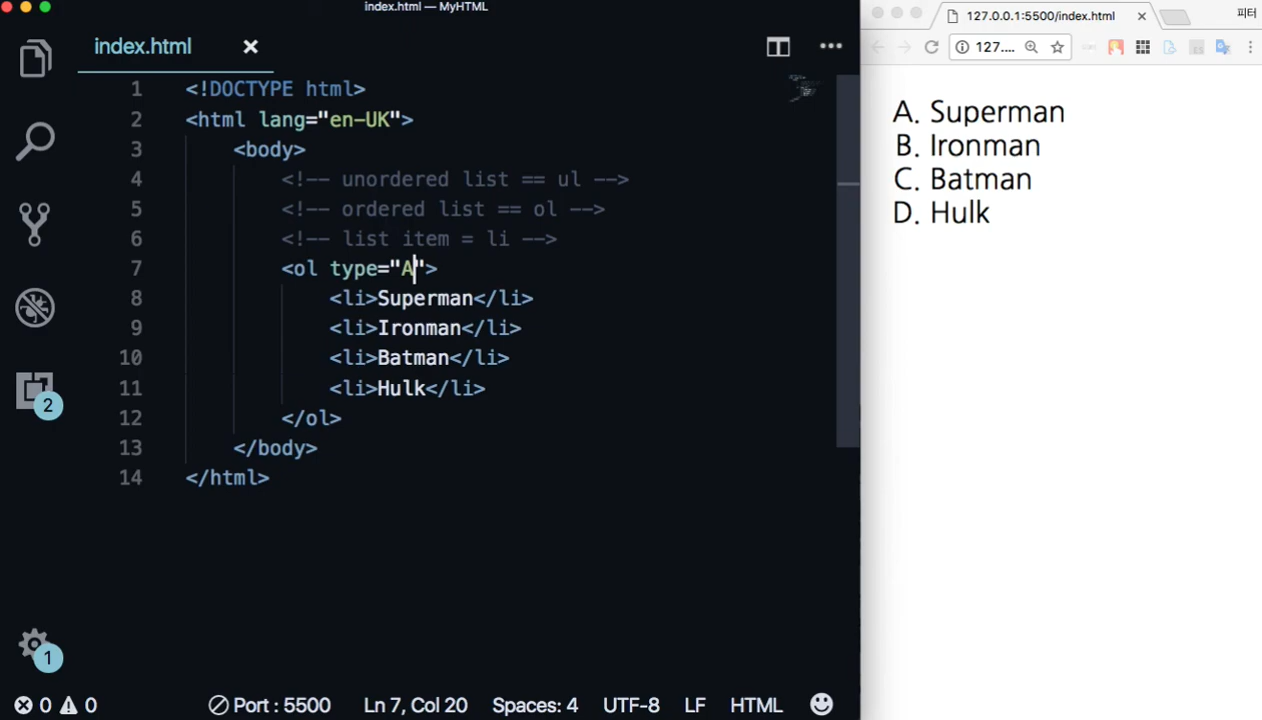 index.html — MyHTML
index.html
1 <!DOCTYPE html>
2 <html lang="en-UK">
3 <body>
4 <!-- unordered list == ul -->
5 <!-- ordered list == ol -->
6 <!-- list item = li -->
7 <ol type="A">
8 <li>Superman</li>
9 <li>Ironman</li>
10 <li>Batman</li>
11 <li>Hulk</li>
12 </ol>
13 </body>
14 </html>
2
1
0 0 Port : 5500 Ln 7, Col 20 Spaces: 4 UTF-8 LF HTML
127.0.0.1:5500/index.html 피터
127....
A. Superman
B. Ironman
C. Batman
D. Hulk